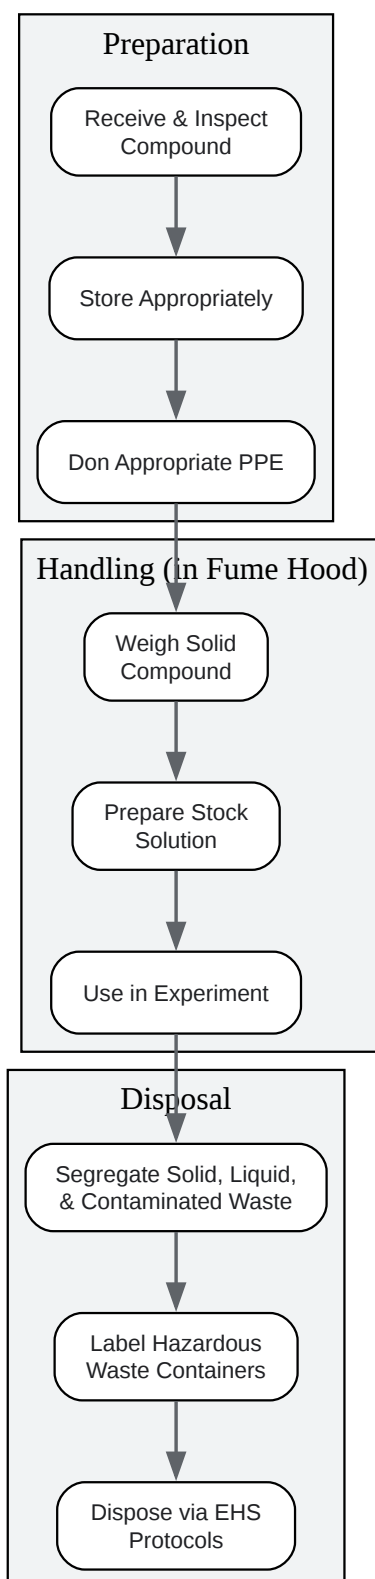 Preparation
Receive & Inspect
Compound
Store Appropriately
Don Appropriate PPE
Handling (in Fume Hood)
Weigh Solid
Compound
Prepare Stock
Solution
Use in Experiment
Disposal
Segregate Solid, Liquid,
& Contaminated Waste
Label Hazardous
Waste Containers
Dispose via EHS
Protocols